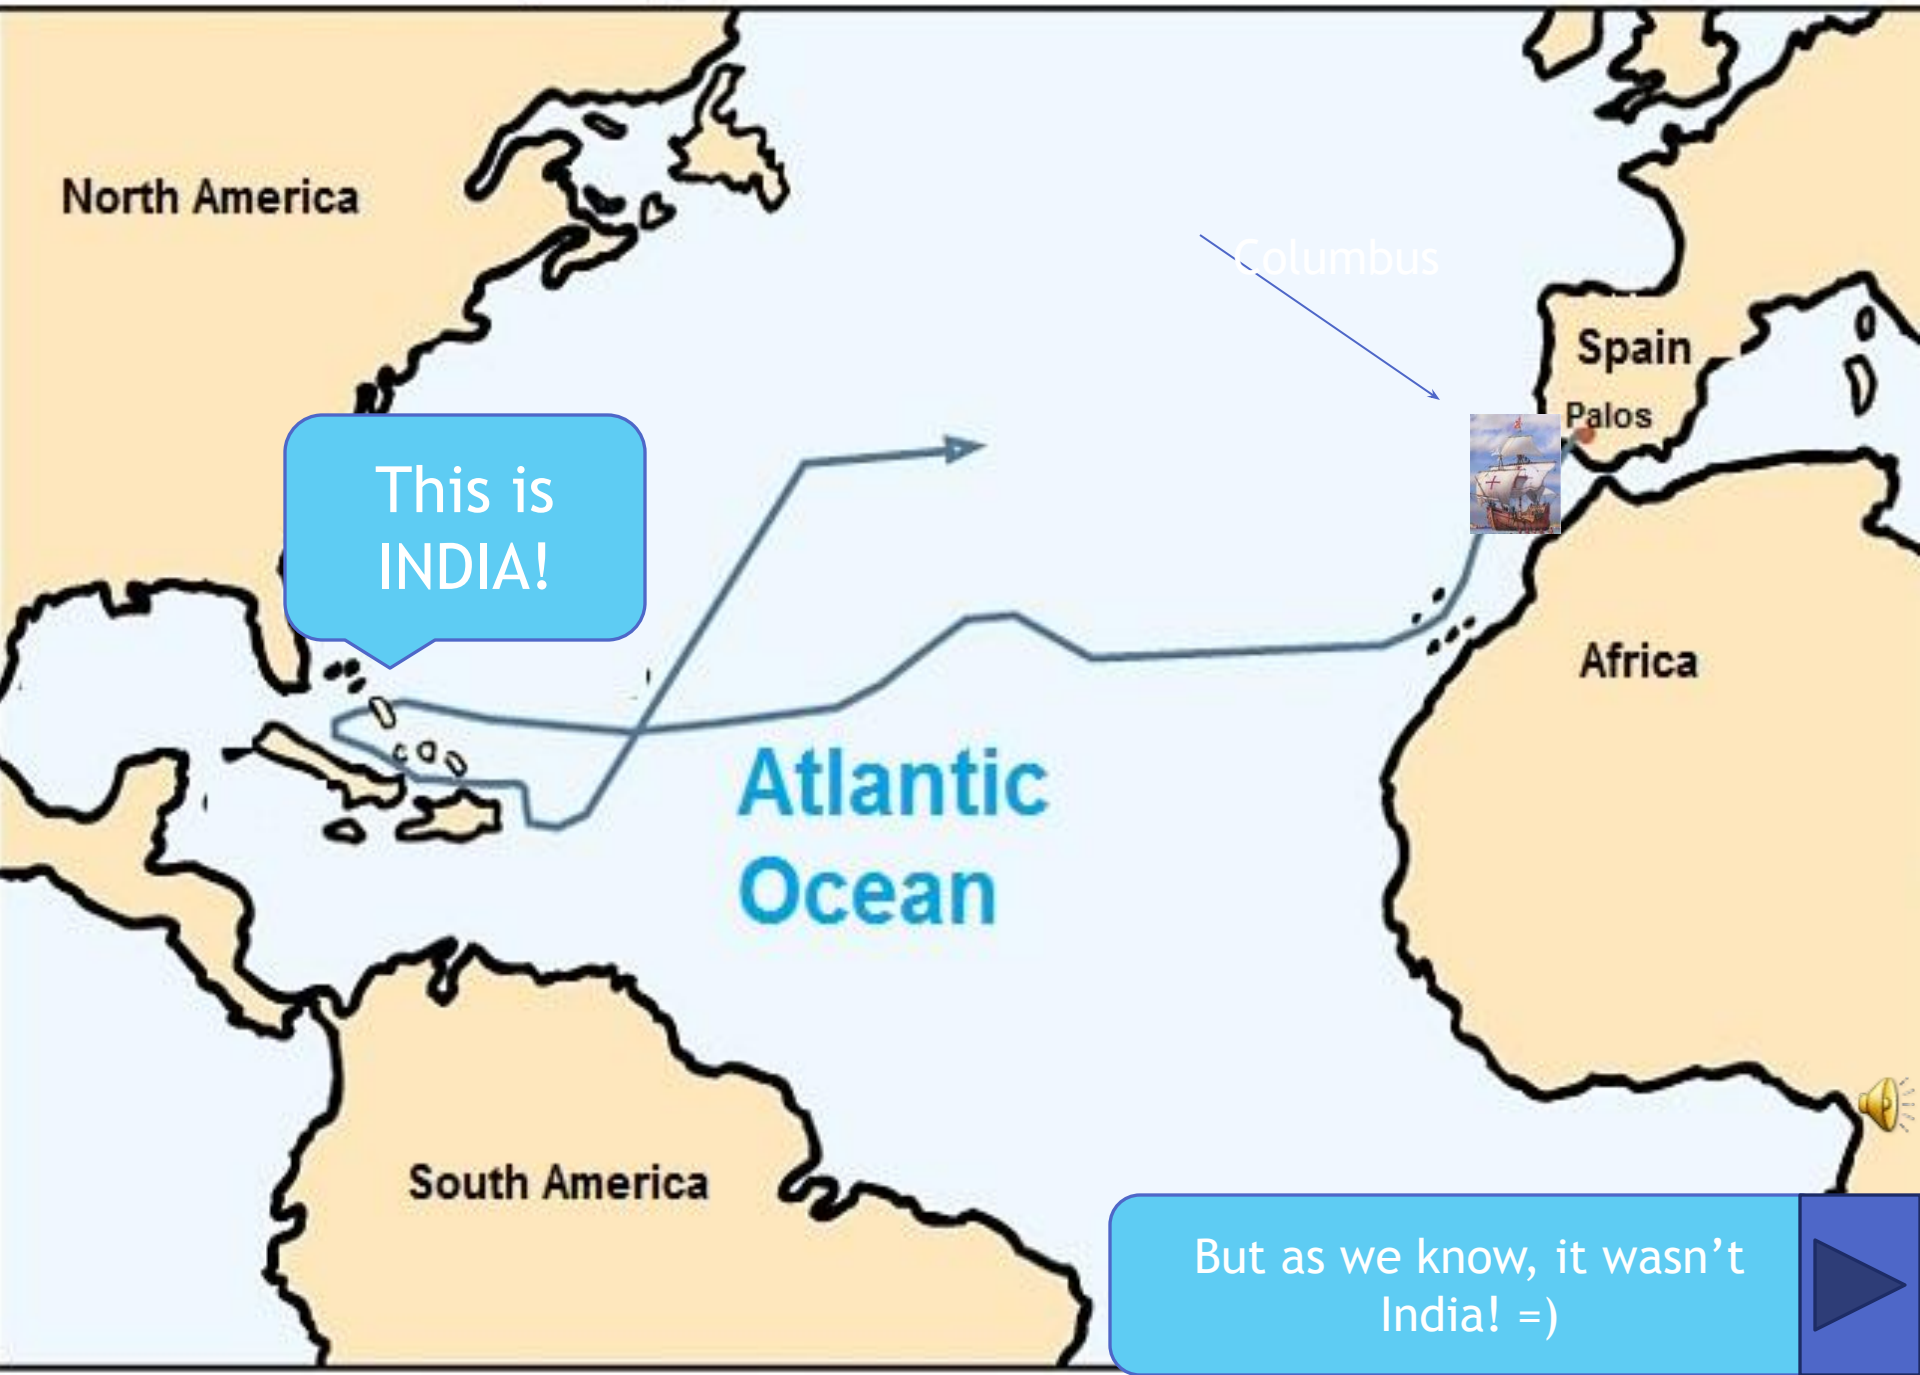 North America
Columbus
Spain
Palos
This is
INDIA!
Africa
Atlantic
Ocean
South America
But as we know, it wasn’t
India! =)